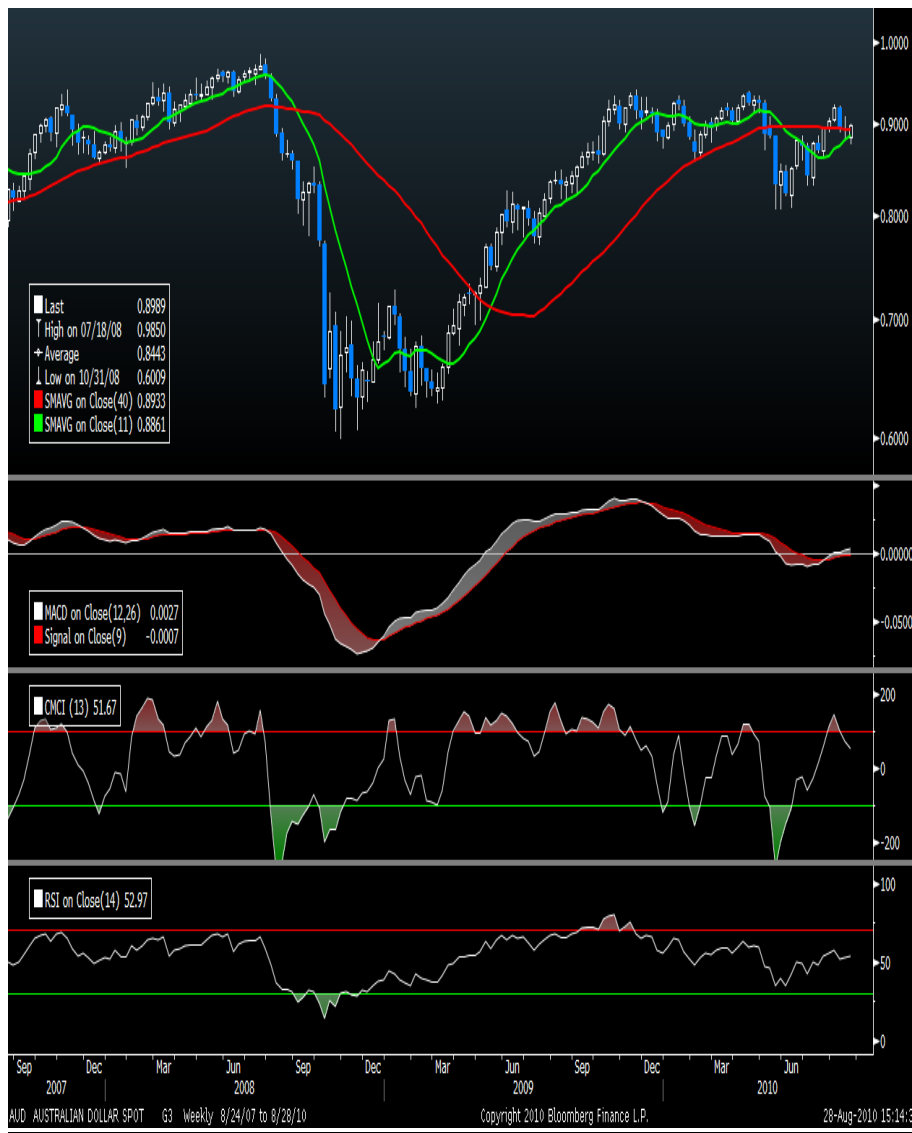 1.0000
0.9000
0.8000
0.7000
0.6000
Last 0.8989
High on 07/18/08 0.9850
Average 0.8443
Low on 10/31/08 0.6009
SMAVG on Close(40) 0.8933
SMAVG on Close(11) 0.8861
0.00000
-0.0500
MACD on Close(12,26) 0.0027
Signal on Close(9) -0.0007
CMCI (13) 51.67
200
0
-200
RSI on Close(14) 52.97
100
50
0
Sep Dec Mar Jun Sep Dec Mar Jun Sep Dec Mar Jun
2007 2008 2009 2010
AUD AUSTRALIAN DOLLAR SPOT G3 Weekly 8/24/07 to 8/28/10 Copyright 2010 Bloomberg Finance L.P. 28-Aug-2010 15:14:3